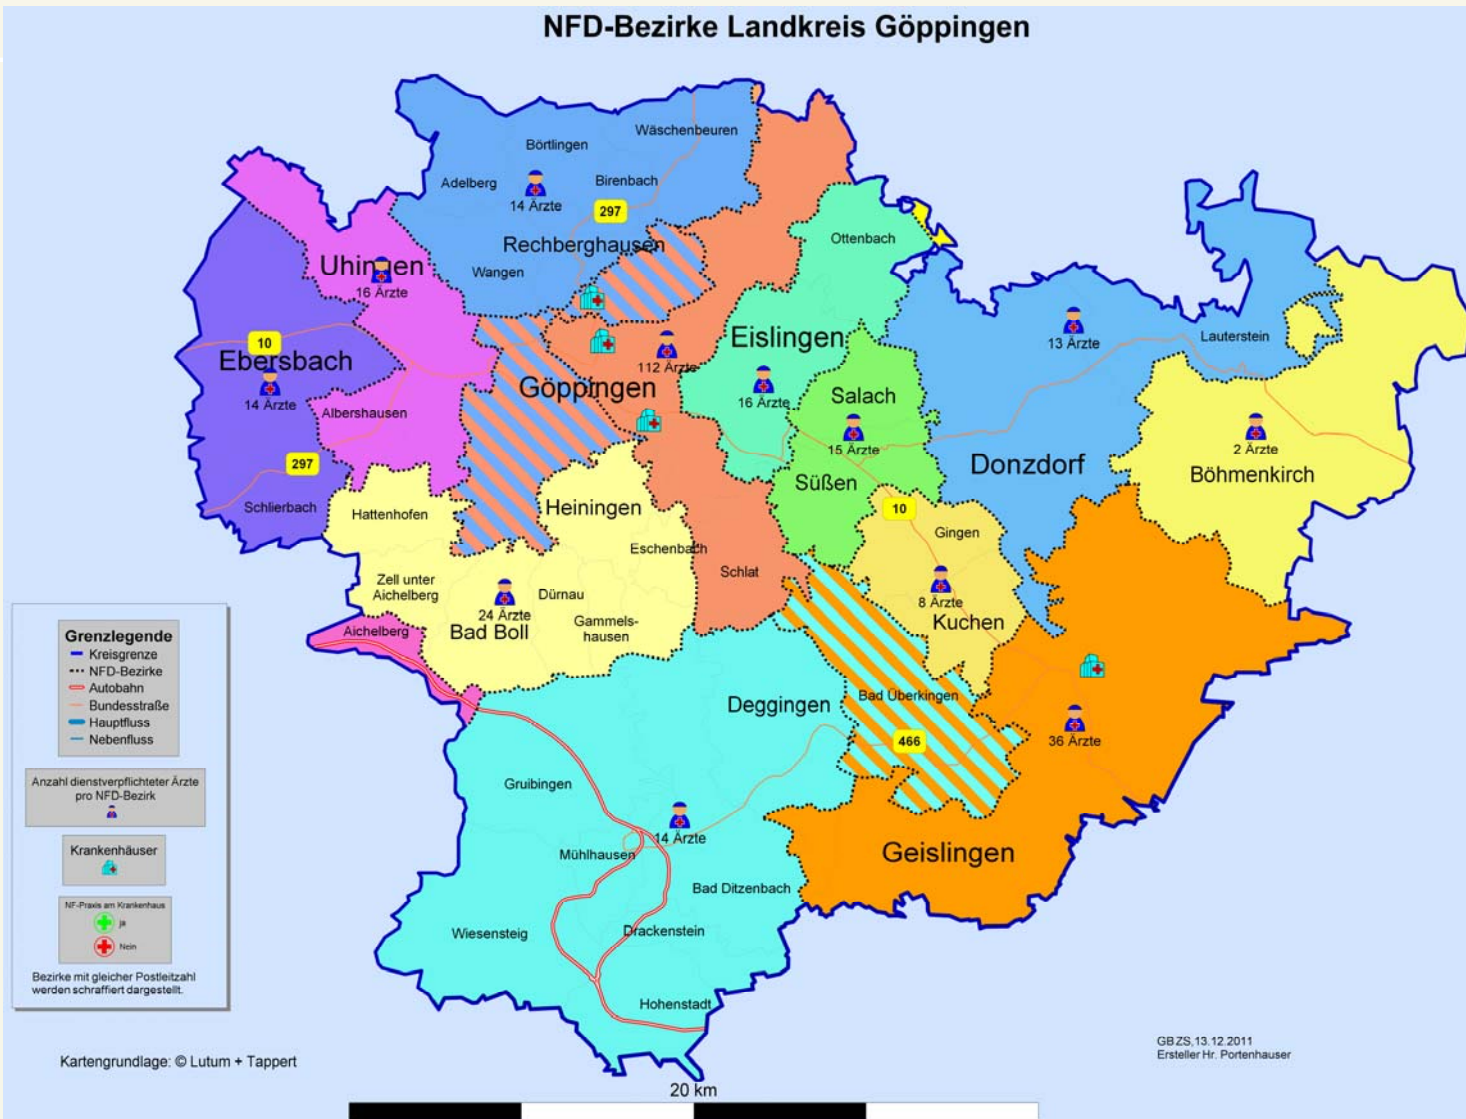 NFD-Bezirke Landkreis Göppingen
Wäschenbeuren
Börtlingen
Adelberg
Birenbach
14 Ärzte
297
Rechberghausen
Wangen
Ottenbach
Uhingen
16 Ärzte
10
Ebersbach
14 Ärzte
Albershausen
297
Schlierbach
112 Ärzte
Göppingen
Eislingen
16 Ärzte
Salach
15 Ärzte
Süßen
13 Ärzte
Lauterstein
Donzdorf
2 Ärzte
Böhmenkirch
Hattenhofen
Heiningen
Eschenbach
Zell unter
Aichelberg
Dürnau
24 Ärzte
Gammels-
hausen
Bad Boll
Aichelberg
Schlat
10
Gingen
8 Ärzte
Kuchen
Deggingen
Bad Überkingen
466
36 Ärzte
Geislingen
Gruibingen
14 Ärzte
Mühlhausen
Bad Ditzenbach
Wiesensteig
Drackenstein
Hohenstadt
Grenzlegende
Kreisgrenze
NFD-Bezirke
Autobahn
Bundesstraße
Hauptfluss
Nebenfluss
Anzahl dienstverpflichteter Ärzte
pro NFD-Bezirk
Krankenhäuser
NF-Praxis am Krankenhaus
ja
Nein
Bezirke mit gleicher Postleitzahl
werden schraffiert dargestellt.
Kartengrundlage: © Lutum + Tappert
GB ZS, 13.12.2011
Ersteller Hr. Portenhauser
20 km